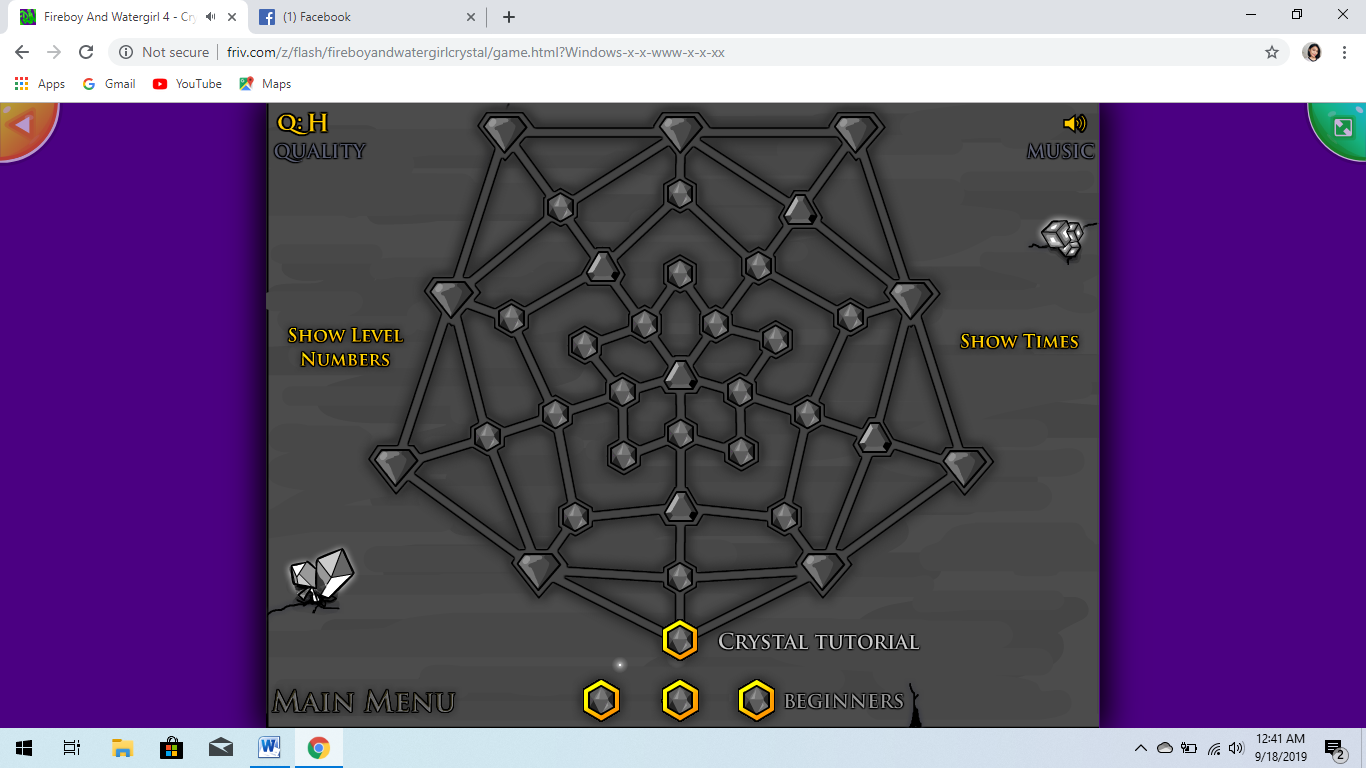 Fireboy And Watergirl 4 - Cry
(1) Facebook
Not secure
friv.com/z/flash/fireboyandwatergirlcrystal/game.html?Windows-x-x-www-x-x-xx
Apps
Gmail
YouTube
Maps
Q:H
QUALITY
MUSIC
SHOW LEVEL
NUMBERS
SHOW TIMES
CRYSTAL TUTORIAL
MAIN MENU
BEGINNERS
12:41 AM
9/18/2019
2